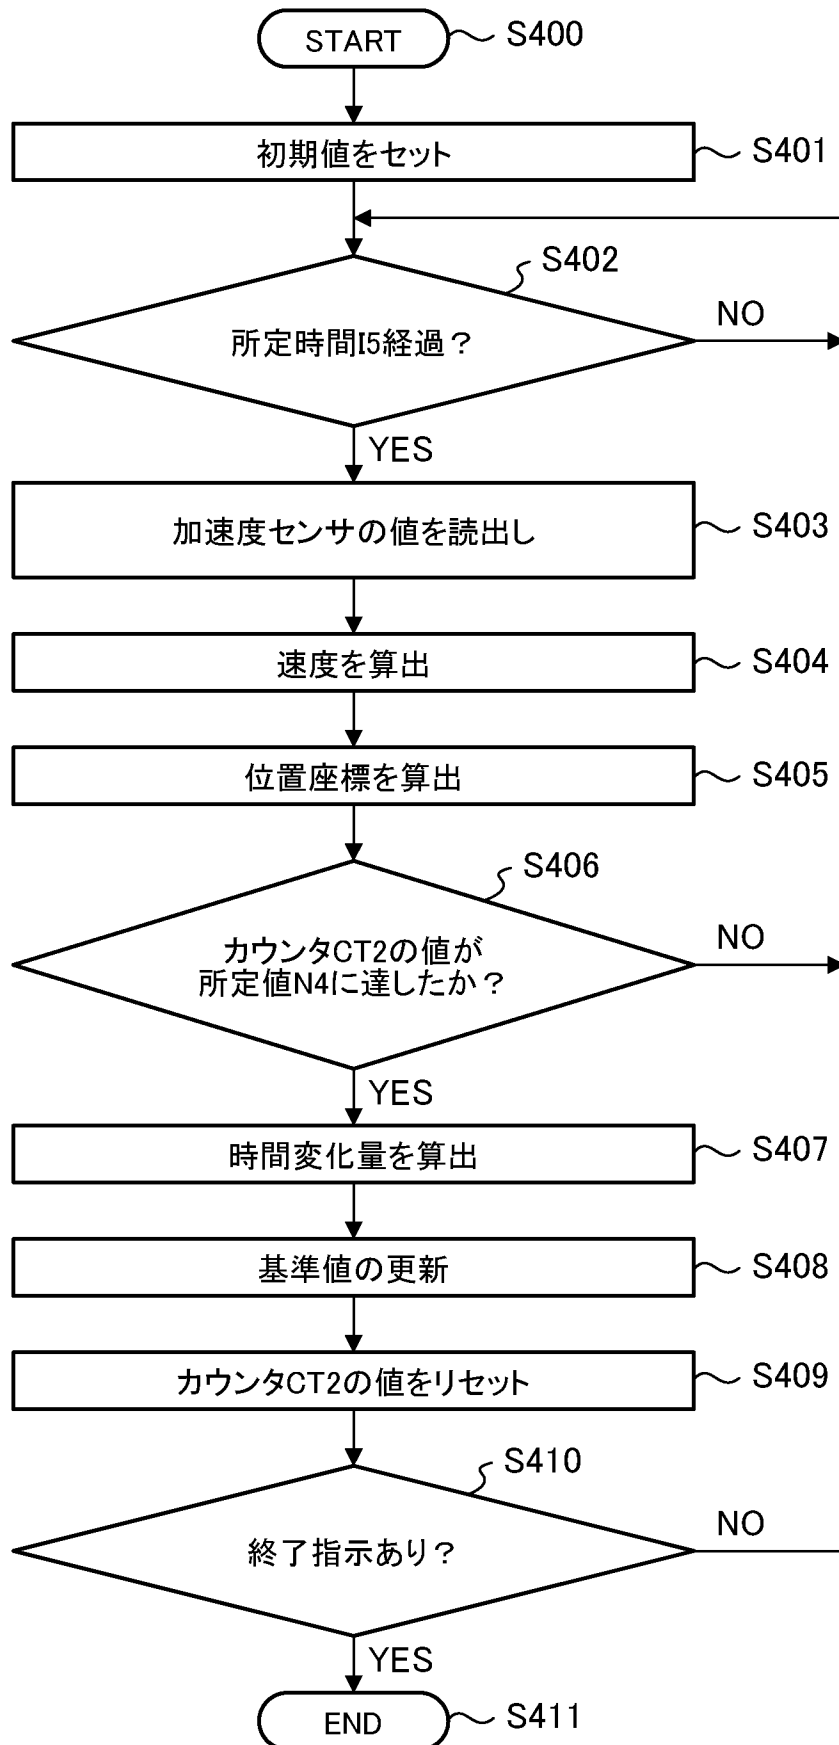 START
S400
初期値をセット
S401
S402
所定時間I5経過？
NO
YES
加速度センサの値を読出し
S403
速度を算出
S404
位置座標を算出
S405
S406
カウンタCT2の値が
所定値N4に達したか？
NO
YES
時間変化量を算出
S407
基準値の更新
S408
カウンタCT2の値をリセット
S409
S410
終了指示あり？
NO
YES
END
S411